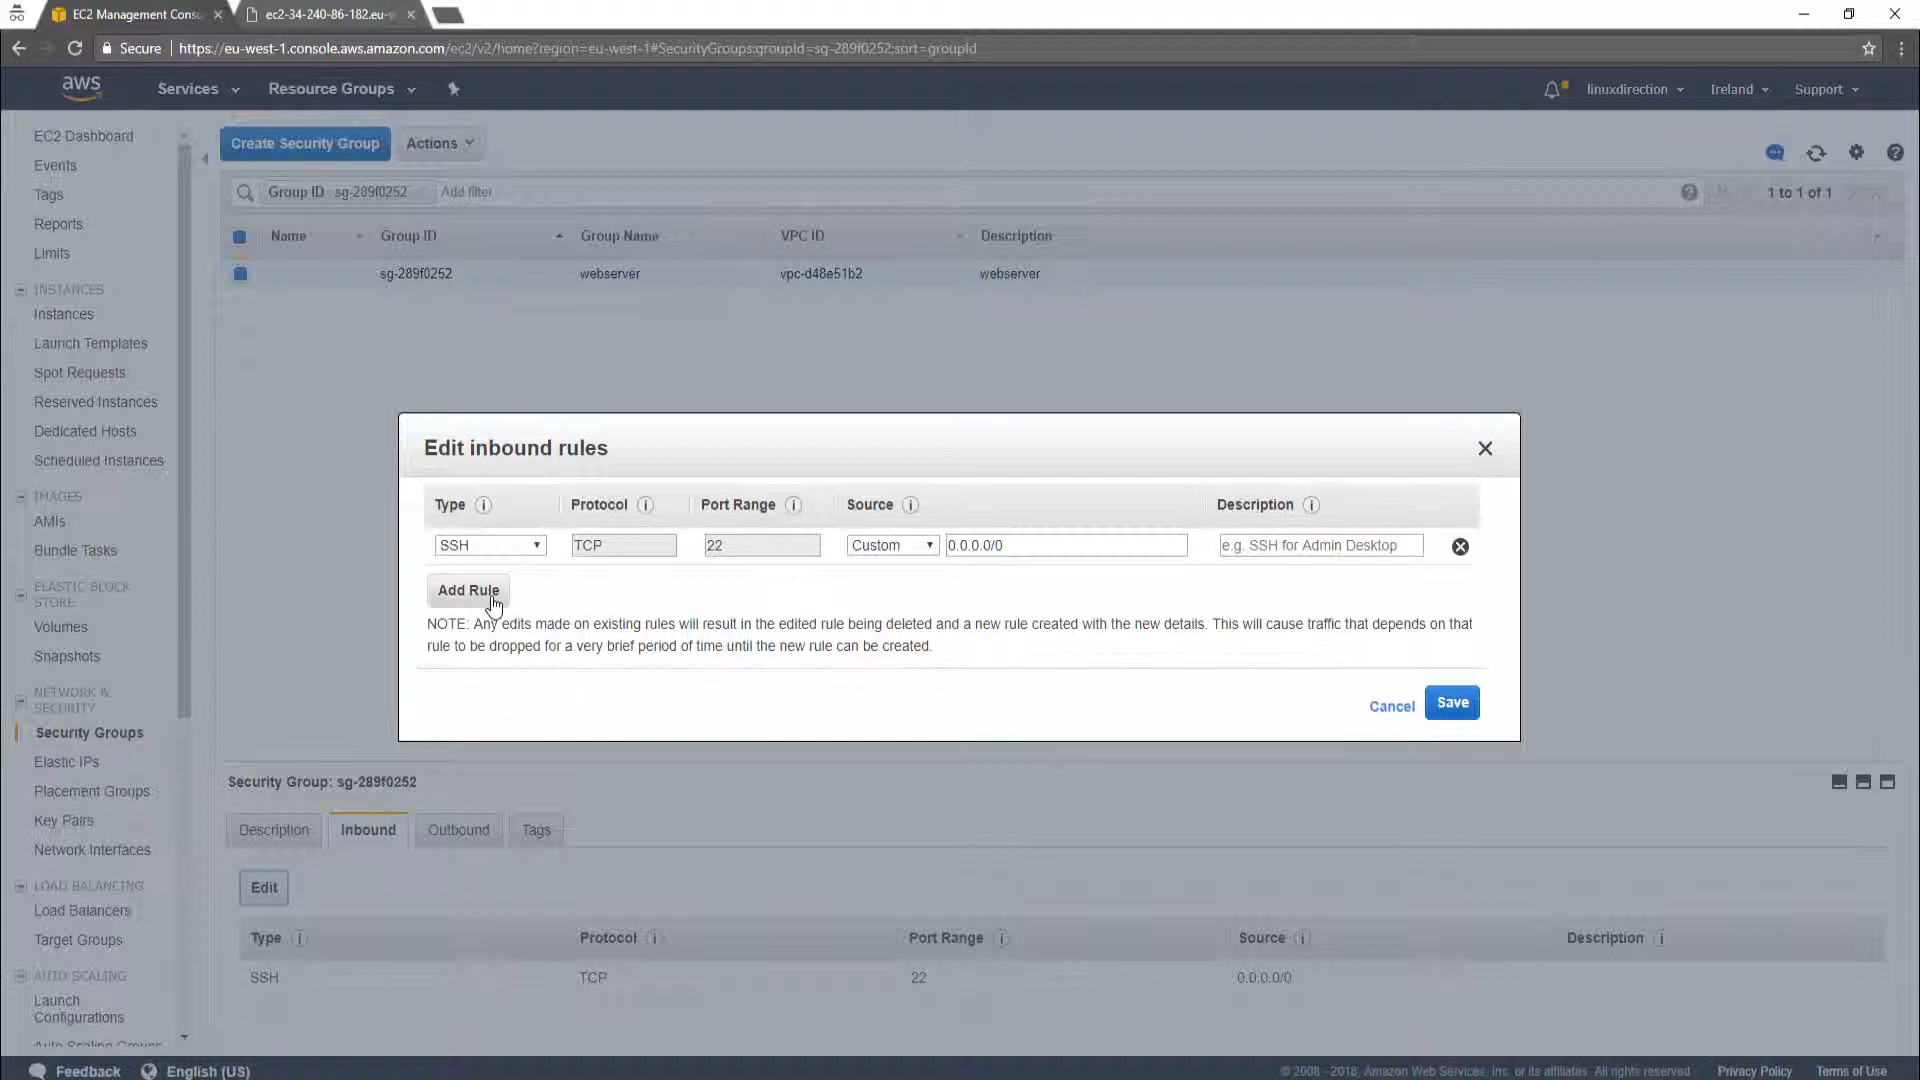 EC2 Management Cons
ec2-34-240-86-182.eu-
Secure
https://eu-west-1.console.aws.amazon.com/ec2/v2/home?region=eu-west-1#SecurityGroups:groupId=sg-289f0252;sort=groupId
aws
Services
Resource Groups
linuxdirection
Ireland
Support
EC2 Dashboard
Events
Tags
Reports
Limits
INSTANCES
Instances
Launch Templates
Spot Requests
Reserved Instances
Dedicated Hosts
Scheduled Instances
IMAGES
AMIs
Bundle Tasks
ELASTIC BLOCK
STORE
Volumes
Snapshots
NETWORK &
SECURITY
Security Groups
Elastic IPs
Placement Groups
Key Pairs
Network Interfaces
LOAD BALANCING
Load Balancers
Target Groups
AUTO SCALING
Launch
Configurations
Auto Scaling Groups
Create Security Group
Actions
Group ID : sg-289f0252
Add filter
1 to 1 of 1
Name
Group ID
Group Name
VPC ID
Description
sg-289f0252
webserver
vpc-d48e51b2
webserver
Edit inbound rules
Type
Protocol
Port Range
Source
Description
SSH
TCP
22
Custom
0.0.0.0/0
e.g. SSH for Admin Desktop
Add Rule
NOTE: Any edits made on existing rules will result in the edited rule being deleted and a new rule created with the new details. This will cause traffic that depends on that
rule to be dropped for a very brief period of time until the new rule can be created.
Cancel
Save
Security Group: sg-289f0252
Description
Inbound
Outbound
Tags
Edit
Type
Protocol
Port Range
Source
Description
SSH
TCP
22
0.0.0.0/0
Feedback
English (US)
© 2008 - 2018, Amazon Web Services, Inc. or its affiliates. All rights reserved.
Privacy Policy
Terms of Use